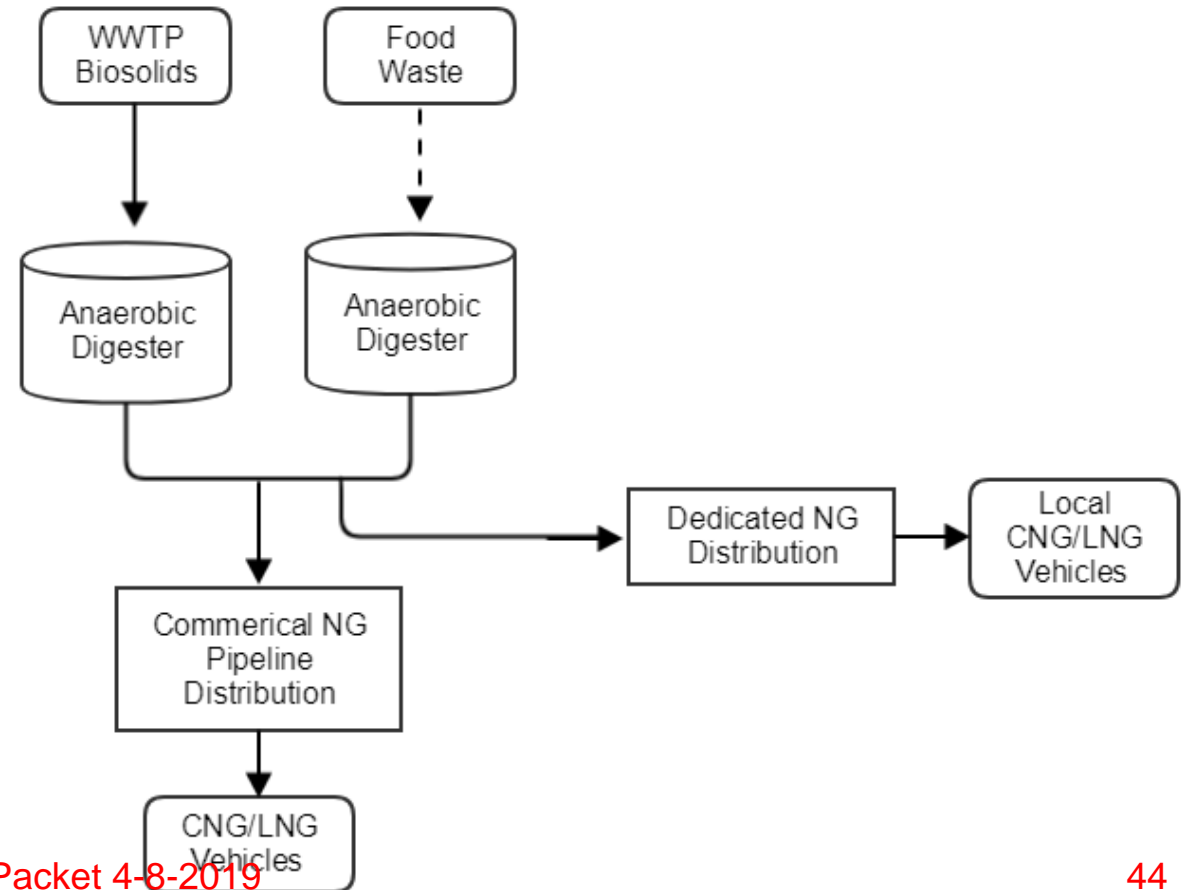 WWTP
Biosolids
Food
Waste
Anaerobic
Digester
Anaerobic
Digester
Dedicated NG
Distribution
Local
CNG/LNG
Vehicles
Commerical NG
Pipeline
Distribution
CNG/LNG
Vehicles
Packet 4-8-2019
44